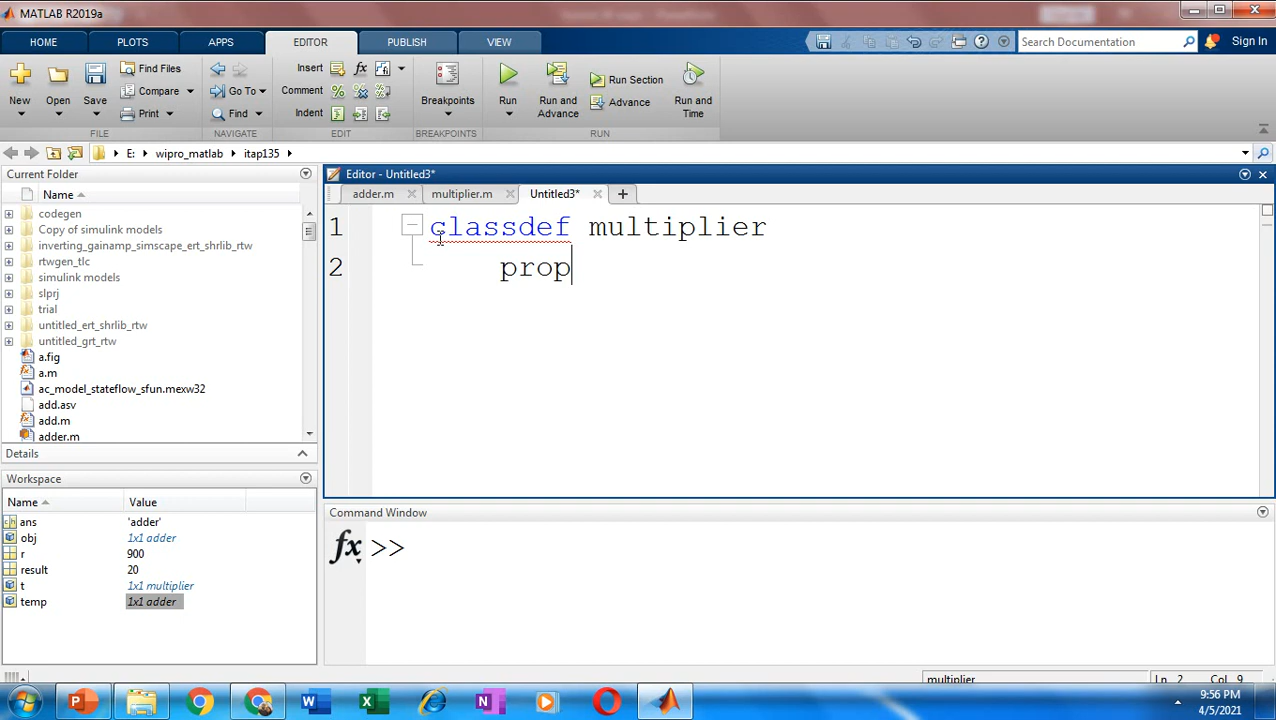 MATLAB R2019a
HOME PLOTS APPS EDITOR PUBLISH VIEW
Search Documentation Sign In
New Open Save Find Files Compare Print
Go To Find
Insert fx
Comment
Indent
Breakpoints
Run Run and Advance Run Section Advance Run and Time
FILE NAVIGATE EDIT BREAKPOINTS RUN
E: wipro_matlab itap135
Current Folder
Name
codegen
Copy of simulink models
inverting_gainamp_simscape_ert_shrlib_rtw
rtwgen_tlc
simulink models
slprj
trial
untitled_ert_shrlib_rtw
untitled_grt_rtw
a.fig
a.m
ac_model_stateflow_sfun.mexw32
add.asv
add.m
adder.m
Details
Workspace
Name Value
ans 'adder'
obj 1x1 adder
r 900
result 20
t 1x1 multiplier
temp 1x1 adder
Editor - Untitled3*
adder.m multiplier.m Untitled3*
1 classdef multiplier
2 prop
Command Window
fx >>
multiplier Ln 2 Col 9
9:56 PM
4/5/2021